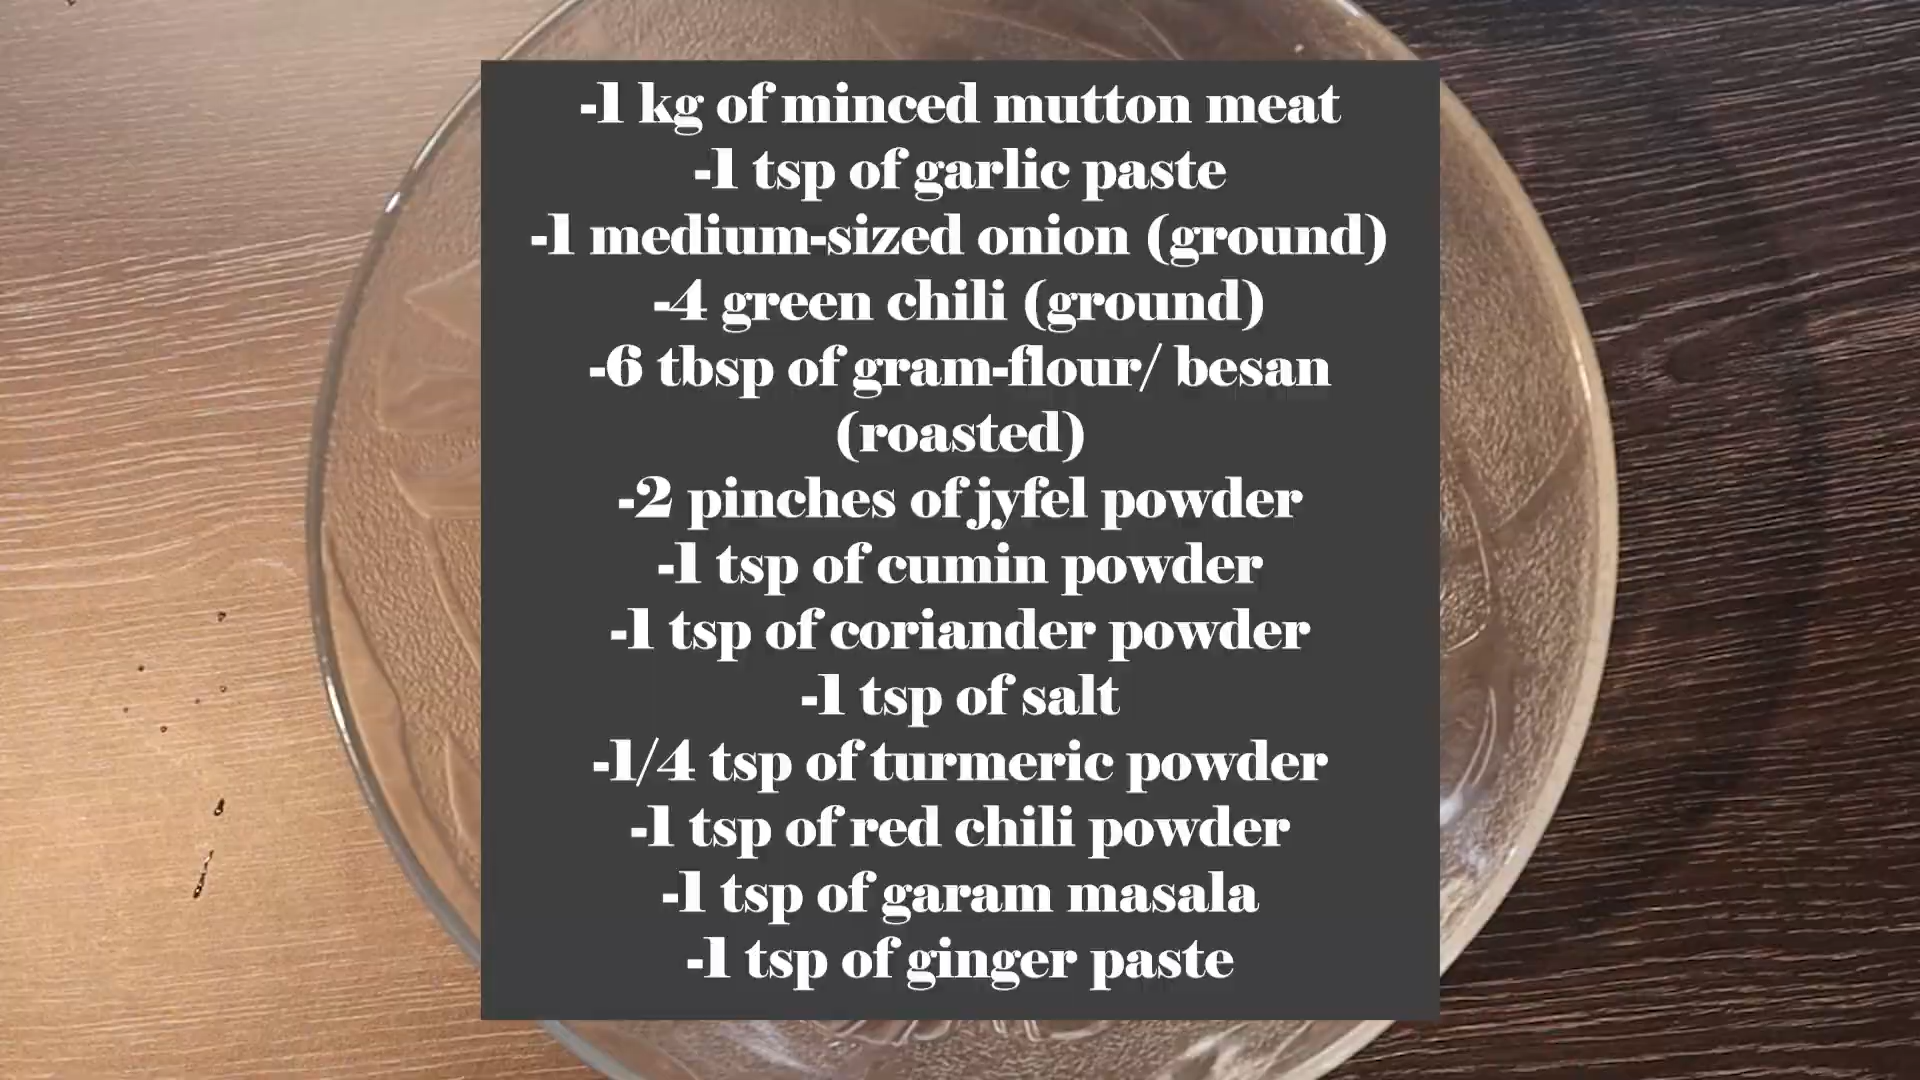 -1 kg of minced mutton meat
-1 tsp of garlic paste
-1 medium-sized onion (ground)
-4 green chili (ground)
-6 tbsp of gram-flour/ besan
(roasted)
-2 pinches of jyfel powder
-1 tsp of cumin powder
-1 tsp of coriander powder
-1 tsp of salt
-1/4 tsp of turmeric powder
-1 tsp of red chili powder
-1 tsp of garam masala
-1 tsp of ginger paste